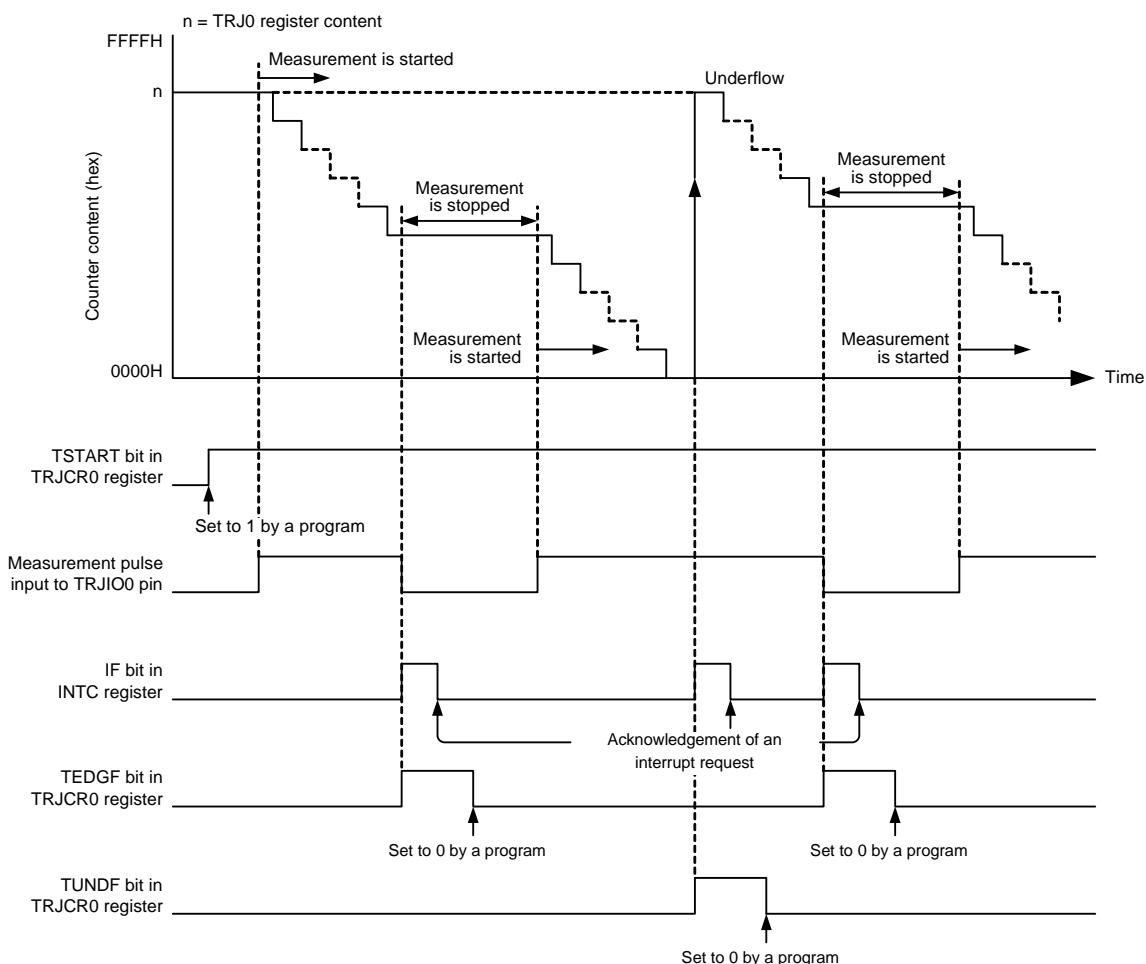 n = TRJ0 register content
FFFFH
Measurement is started
Underflow
n
Counter content (hex)
Measurement
is stopped
Measurement
is stopped
Measurement
is started
Measurement
is started
0000H
Time
TSTART bit in
TRJCR0 register
Set to 1 by a program
Measurement pulse
input to TRJIO0 pin
IF bit in
INTC register
Acknowledgement of an
interrupt request
TEDGF bit in
TRJCR0 register
Set to 0 by a program
Set to 0 by a program
TUNDF bit in
TRJCR0 register
Set to 0 by a program